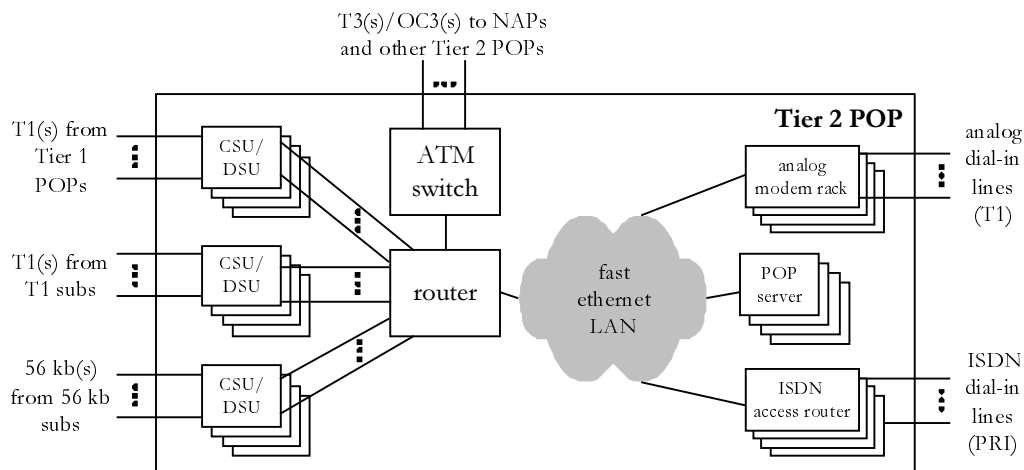 T3(s)/OC3(s) to NAPs
and other Tier 2 POPs
Tier 2 POP
T1(s) from
Tier 1
POPs
CSU/
DSU
ATM
switch
analog
modem rack
analog
dial-in
lines
(T1)
T1(s) from
T1 subs
CSU/
DSU
router
fast
ethernet
LAN
POP
server
56 kb(s)
from 56 kb
subs
CSU/
DSU
ISDN
access router
ISDN
dial-in
lines
(PRI)